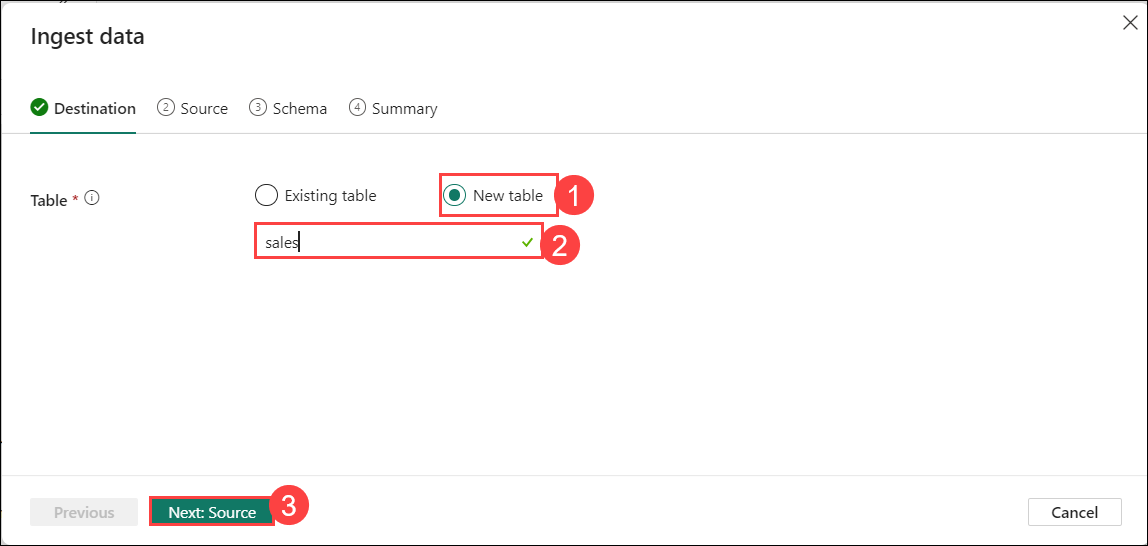 Ingest data
Destination 2 Source 3 Schema 4 Summary
Table * i Existing table New table 1
sales 2
Previous Next: Source 3 Cancel